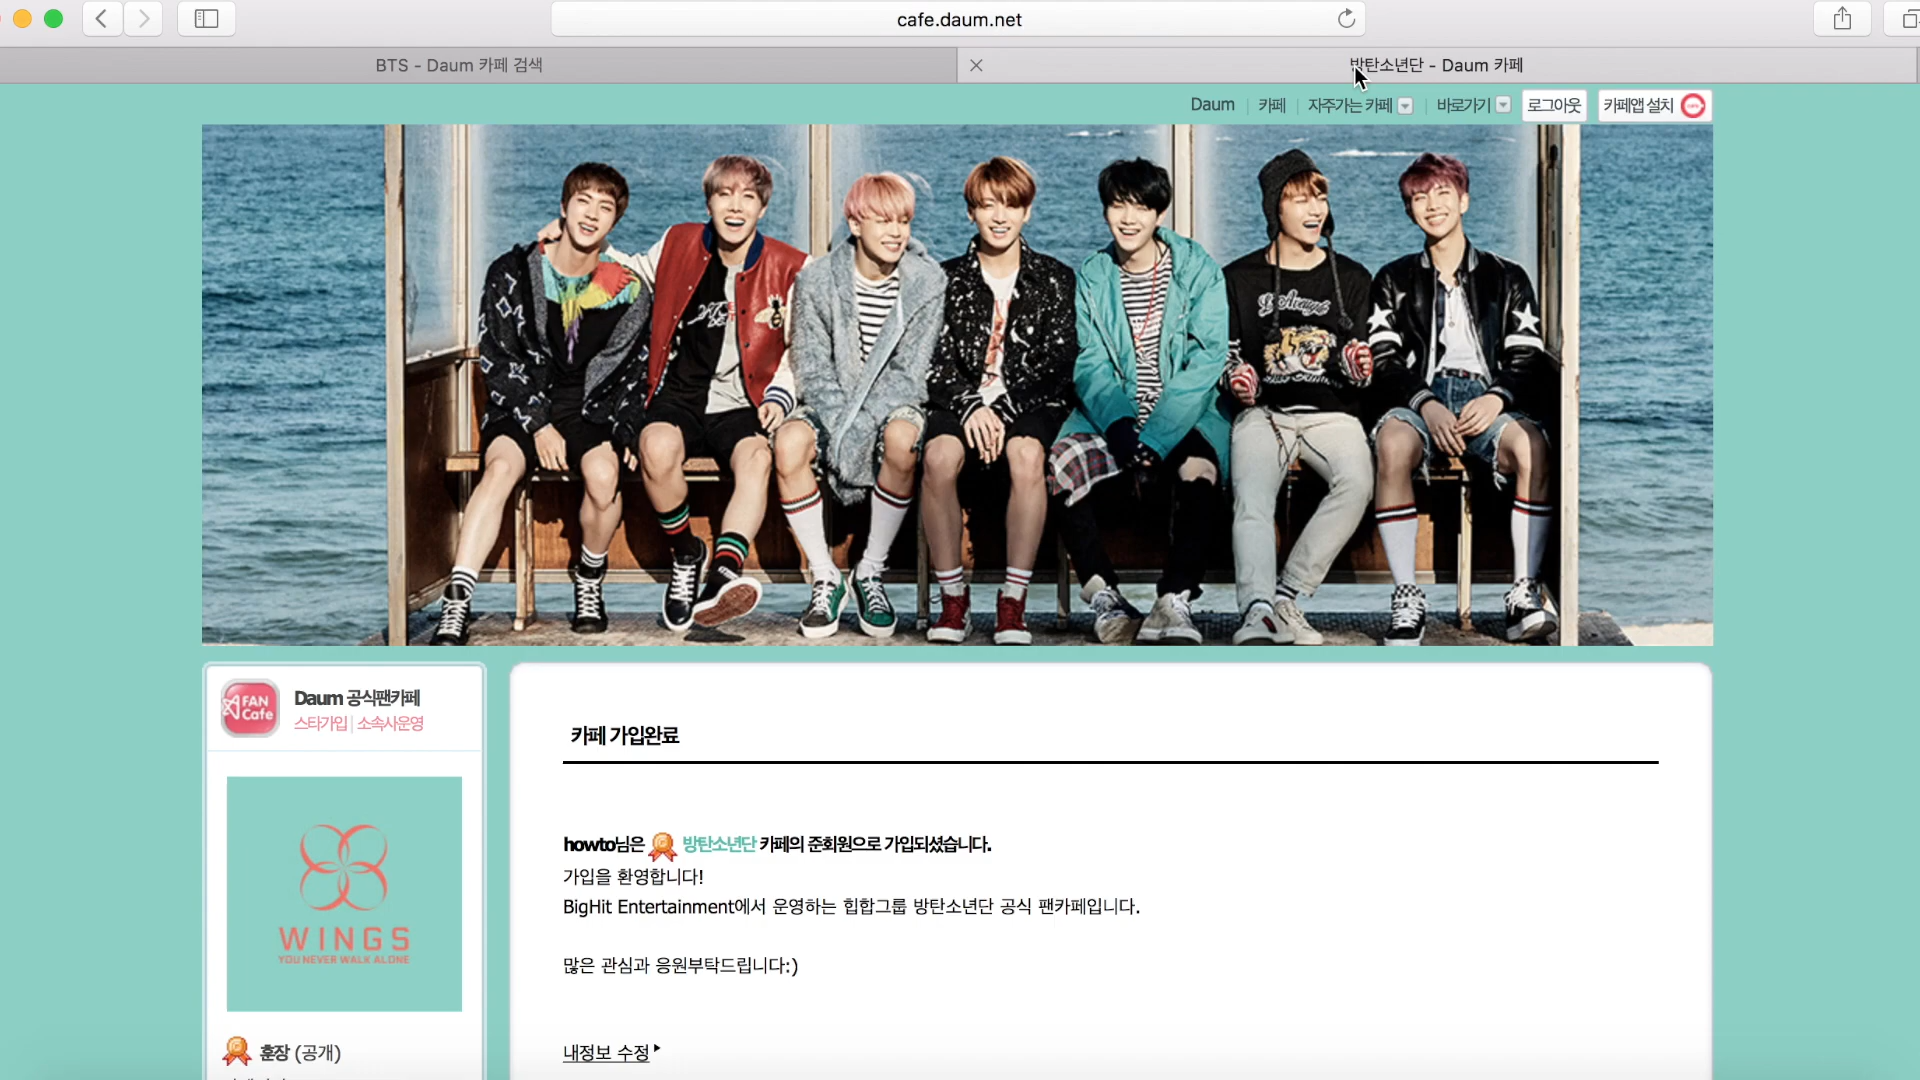 cafe.daum.net
BTS - Daum 카페 검색
방탄소년단 - Daum 카페
Daum 카페 자주가는 카페 바로가기 로그아웃 카페앱 설치
FAN
Cafe
Daum 공식팬카페
스타가입 | 소속사운영
WINGS
YOU NEVER WALK ALONE
훈장 (공개)
카페 가입완료
howto님은 방탄소년단 카페의 준회원으로 가입되셨습니다.
가입을 환영합니다!
BigHit Entertainment에서 운영하는 힙합그룹 방탄소년단 공식 팬카페입니다.
많은 관심과 응원부탁드립니다:)
내정보 수정